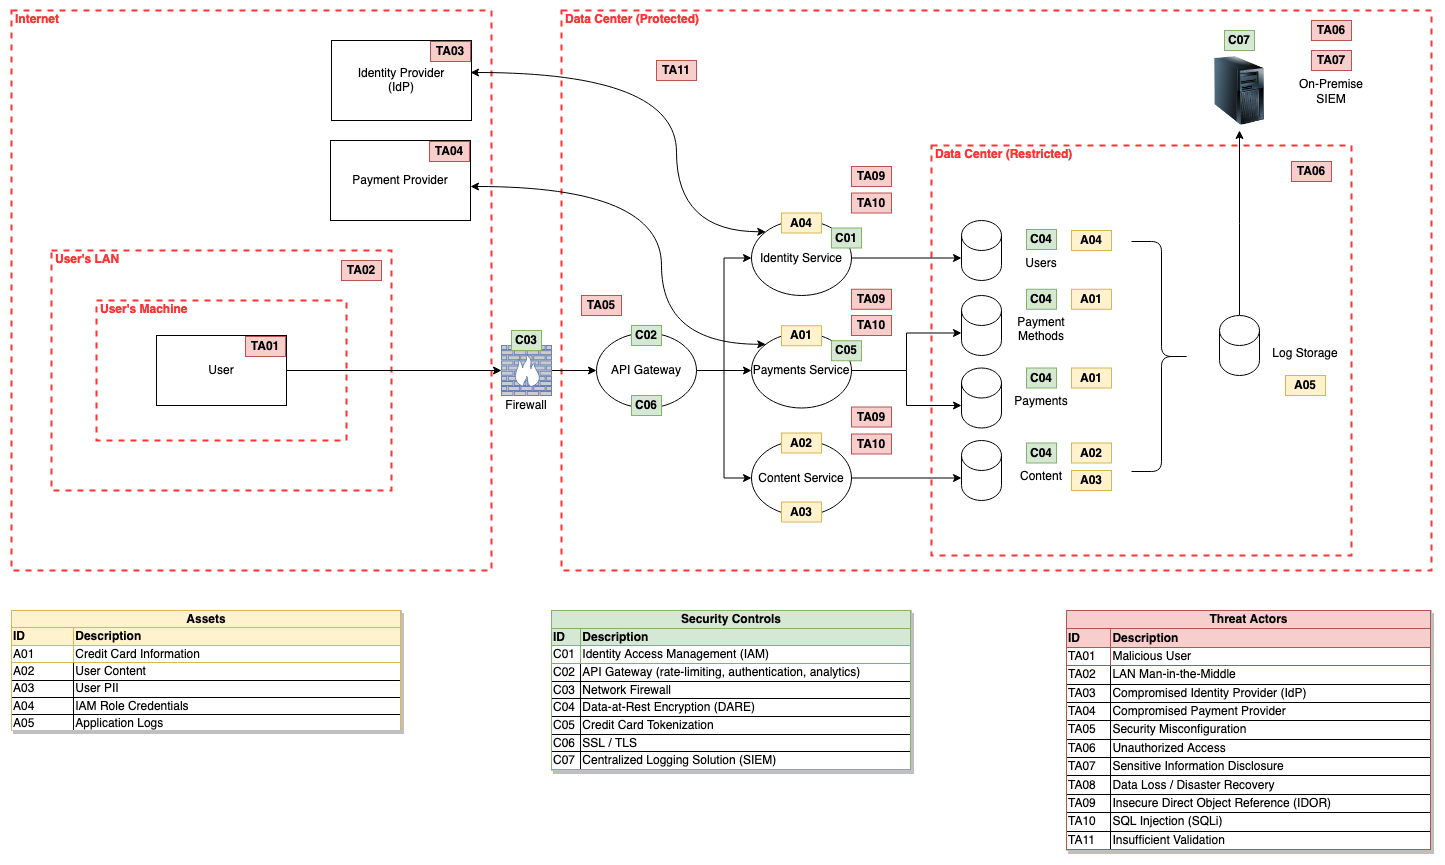 Internet
TA03
Identity Provider
(IdP)
TA04
Payment Provider
User's LAN
TA02
User's Machine
TA01
User
C03
Firewall
Data Center (Protected)
TA11
TA05
C02
API Gateway
C06
TA09
TA10
A04
C01
Identity Service
TA09
TA10
A01
C05
Payments Service
TA09
TA10
A02
Content Service
A03
C07
TA06
TA07
On-Premise
SIEM
Data Center (Restricted)
TA06
C04 A04
Users
C04 A01
Payment
Methods
C04 A01
Payments
C04 A02
Content A03
Log Storage
A05
Assets
ID Description
A01 Credit Card Information
A02 User Content
A03 User PII
A04 IAM Role Credentials
A05 Application Logs
Security Controls
ID Description
C01 Identity Access Management (IAM)
C02 API Gateway (rate-limiting, authentication, analytics)
C03 Network Firewall
C04 Data-at-Rest Encryption (DARE)
C05 Credit Card Tokenization
C06 SSL / TLS
C07 Centralized Logging Solution (SIEM)
Threat Actors
ID Description
TA01 Malicious User
TA02 LAN Man-in-the-Middle
TA03 Compromised Identity Provider (IdP)
TA04 Compromised Payment Provider
TA05 Security Misconfiguration
TA06 Unauthorized Access
TA07 Sensitive Information Disclosure
TA08 Data Loss / Disaster Recovery
TA09 Insecure Direct Object Reference (IDOR)
TA10 SQL Injection (SQLi)
TA11 Insufficient Validation